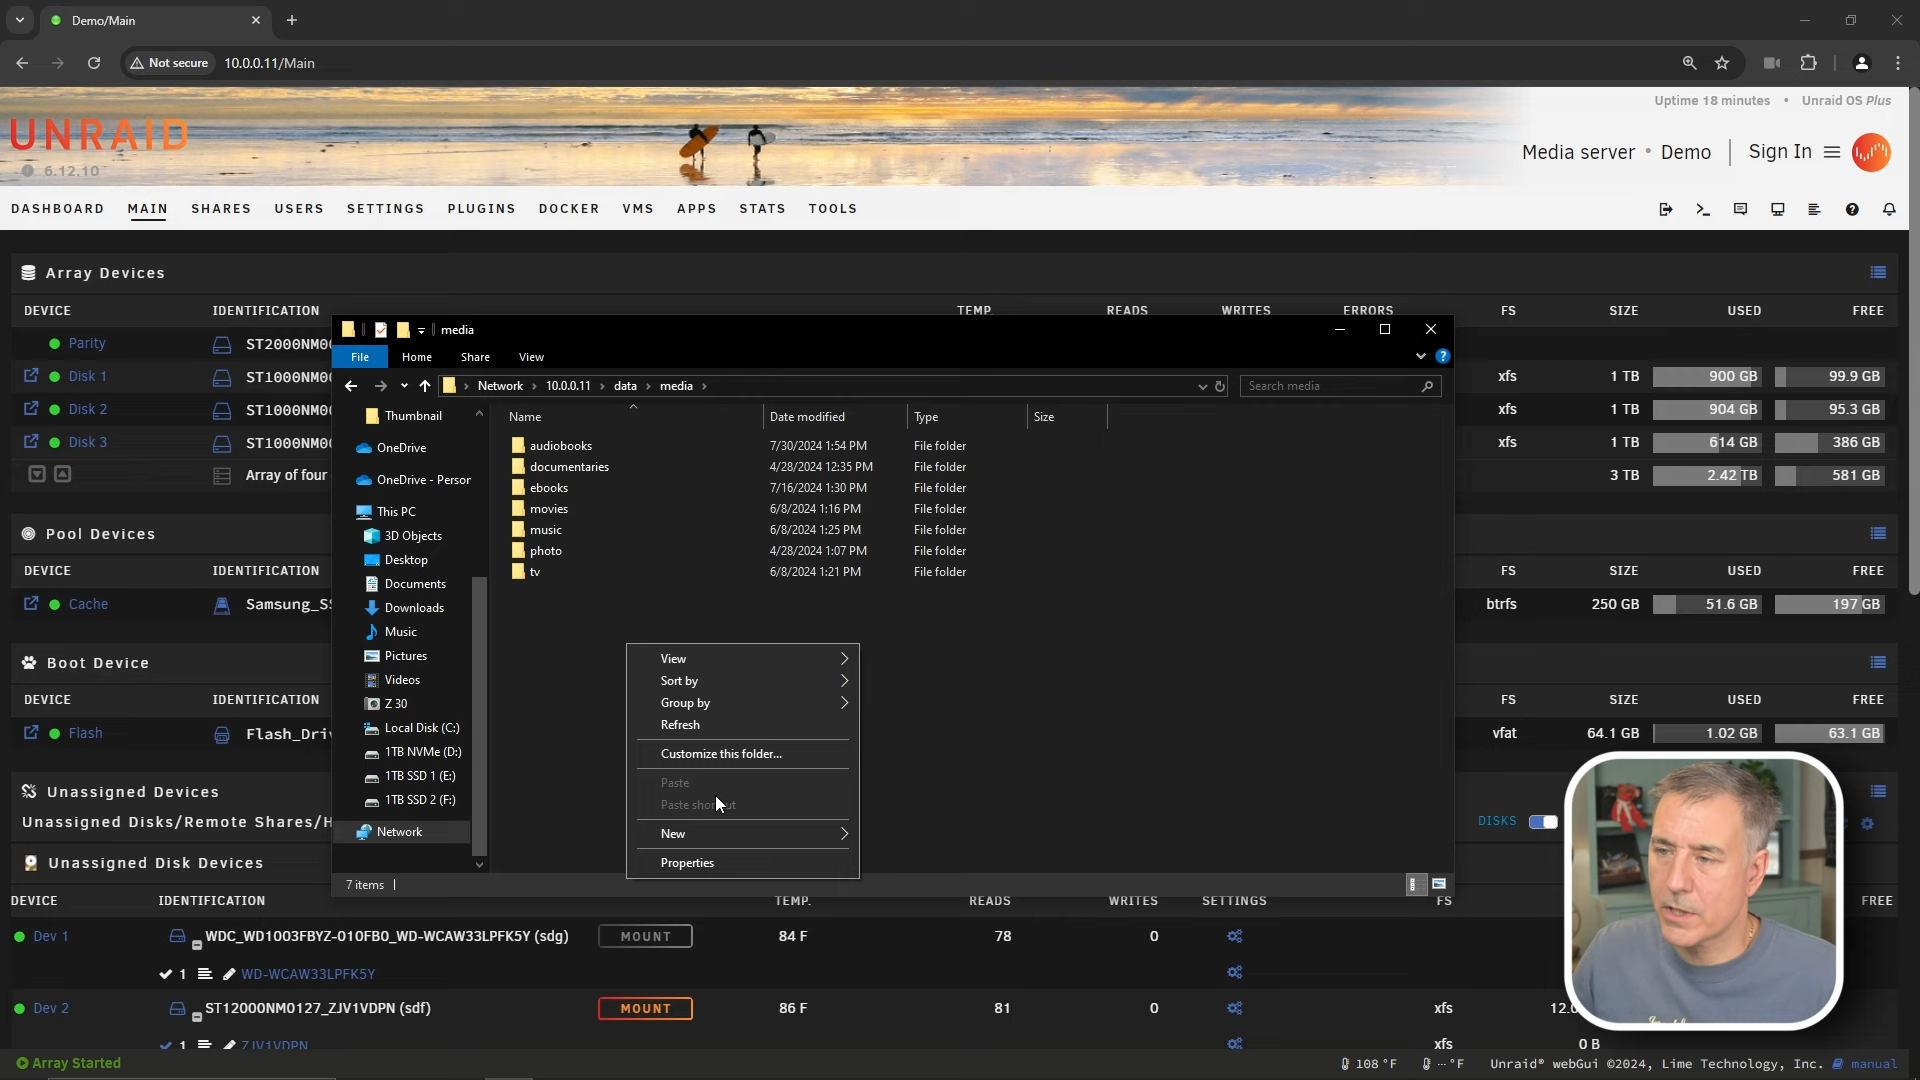 Demo/Main
Not secure 10.0.0.11/Main
Uptime 18 minutes • Unraid OS Plus
UNRAID
6.12.10
Media server • Demo Sign In
DASHBOARD MAIN SHARES USERS SETTINGS PLUGINS DOCKER VMS APPS STATS TOOLS
Array Devices
DEVICE IDENTIFICATION TEMP. READS WRITES ERRORS FS SIZE USED FREE
Parity ST2000NM0
Disk 1 ST1000NM0 xfs 1 TB 900 GB 99.9 GB
Disk 2 ST1000NM0 xfs 1 TB 904 GB 95.3 GB
Disk 3 ST1000NM0 xfs 1 TB 614 GB 386 GB
Array of four 3 TB 2.42 TB 581 GB
Pool Devices
DEVICE IDENTIFICATION FS SIZE USED FREE
Cache Samsung_S btrfs 250 GB 51.6 GB 197 GB
Boot Device
DEVICE IDENTIFICATION FS SIZE USED FREE
Flash Flash_Dri vfat 64.1 GB 1.02 GB 63.1 GB
Unassigned Devices
Unassigned Disks/Remote Shares/ DISKS
Unassigned Disk Devices
DEVICE IDENTIFICATION TEMP. READS WRITES SETTINGS FS FREE
Dev 1 WDC_WD1003FBYZ-010FB0_WD-WCAW33LPFK5Y (sdg) MOUNT 84 F 78 0
1 WD-WCAW33LPFK5Y
Dev 2 ST12000NM0127_ZJV1VDPN (sdf) MOUNT 86 F 81 0 xfs 12.0
1 ZJV1VDPN xfs 0 B
Array Started 108 °F -- °F Unraid® webGui ©2024, Lime Technology, Inc. manual
media
File Home Share View
Network 10.0.0.11 data media Search media
Name Date modified Type Size
audiobooks 7/30/2024 1:54 PM File folder
documentaries 4/28/2024 12:35 PM File folder
ebooks 7/16/2024 1:30 PM File folder
movies 6/8/2024 1:16 PM File folder
music 6/8/2024 1:25 PM File folder
photo 4/28/2024 1:07 PM File folder
tv 6/8/2024 1:21 PM File folder
Thumbnail
OneDrive
OneDrive - Person
This PC
3D Objects
Desktop
Documents
Downloads
Music
Pictures
Videos
Z 30
Local Disk (C:)
1TB NVMe (D:)
1TB SSD 1 (E:)
1TB SSD 2 (F:)
Network
7 items
View
Sort by
Group by
Refresh
Customize this folder...
Paste
Paste shortcut
New
Properties